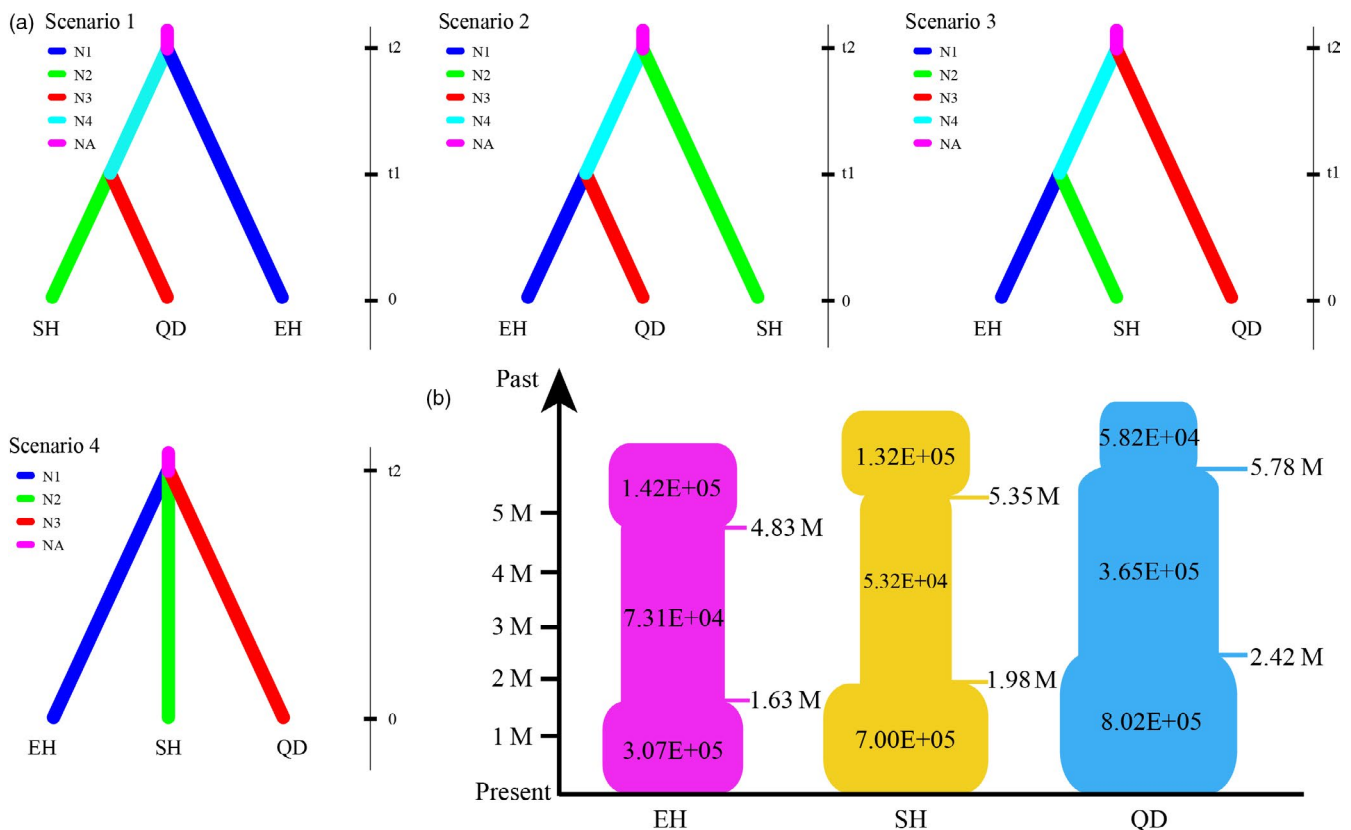 (a)
Scenario 1
N1
N2
N3
N4
NA
t2
t1
0
SH QD EH
Scenario 2
N1
N2
N3
N4
NA
t2
t1
0
EH QD SH
Scenario 3
N1
N2
N3
N4
NA
t2
t1
0
EH SH QD
Scenario 4
N1
N2
N3
NA
t2
0
EH SH QD
(b)
Past
5 M
4 M
3 M
2 M
1 M
Present
1.42E+05
4.83 M
7.31E+04
1.63 M
3.07E+05
EH
1.32E+05
5.35 M
5.32E+04
1.98 M
7.00E+05
SH
5.82E+04
5.78 M
3.65E+05
2.42 M
8.02E+05
QD